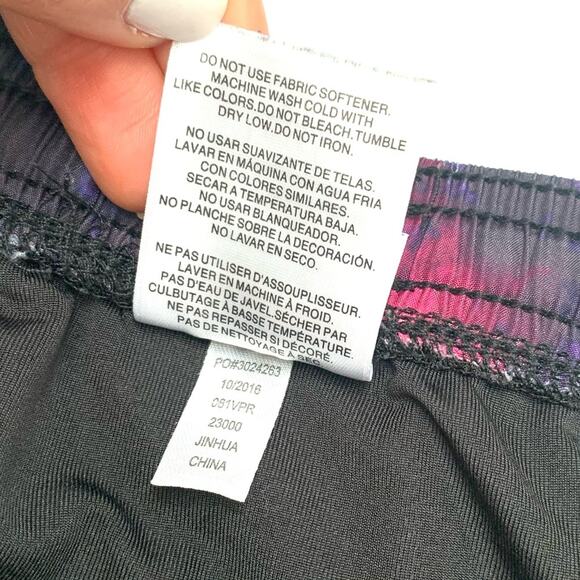 DO NOT USE FABRIC SOFTENER.
MACHINE WASH COLD WITH
LIKE COLORS.DO NOT BLEACH.TUMBLE
DRY LOW.DO NOT IRON.
NO USAR SUAVIZANTE DE TELAS.
LAVAR EN MÁQUINA CON AGUA FRIA
CON COLORES SIMILARES.
SECAR A TEMPERATURA BAJA.
NO USAR BLANQUEADOR.
NO PLANCHE SOBRE LA DECORACIÓN.
NO LAVAR EN SECO.
NE PAS UTILISER D'ASSOUPLISSEUR.
LAVER EN MACHINE À FROID.
PAS D'EAU DE JAVEL.SÉCHER PAR
CULBUTAGE À BASSE TEMPÉRATURE.
NE PAS REPASSER SI DÉCORÉ.
PAS DE NETTOYAGE À SEC
PO#3024263
10/2016
081VPR
23000
JINHUA
CHINA